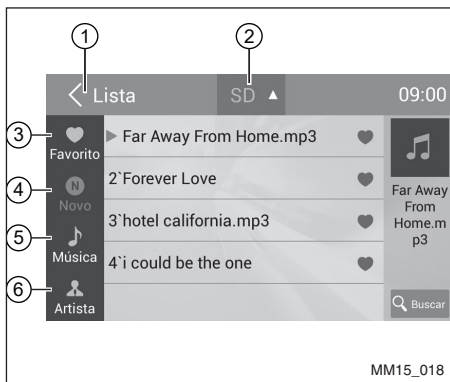 1
2
Lista
SD ▲
09:00
3
Favorito
▶ Far Away From Home.mp3
4
N
Novo
2`Forever Love
Far Away
From
Home.m
p3
5
Música
3`hotel california.mp3
6
Artista
4`i could be the one
Buscar
MM15_018